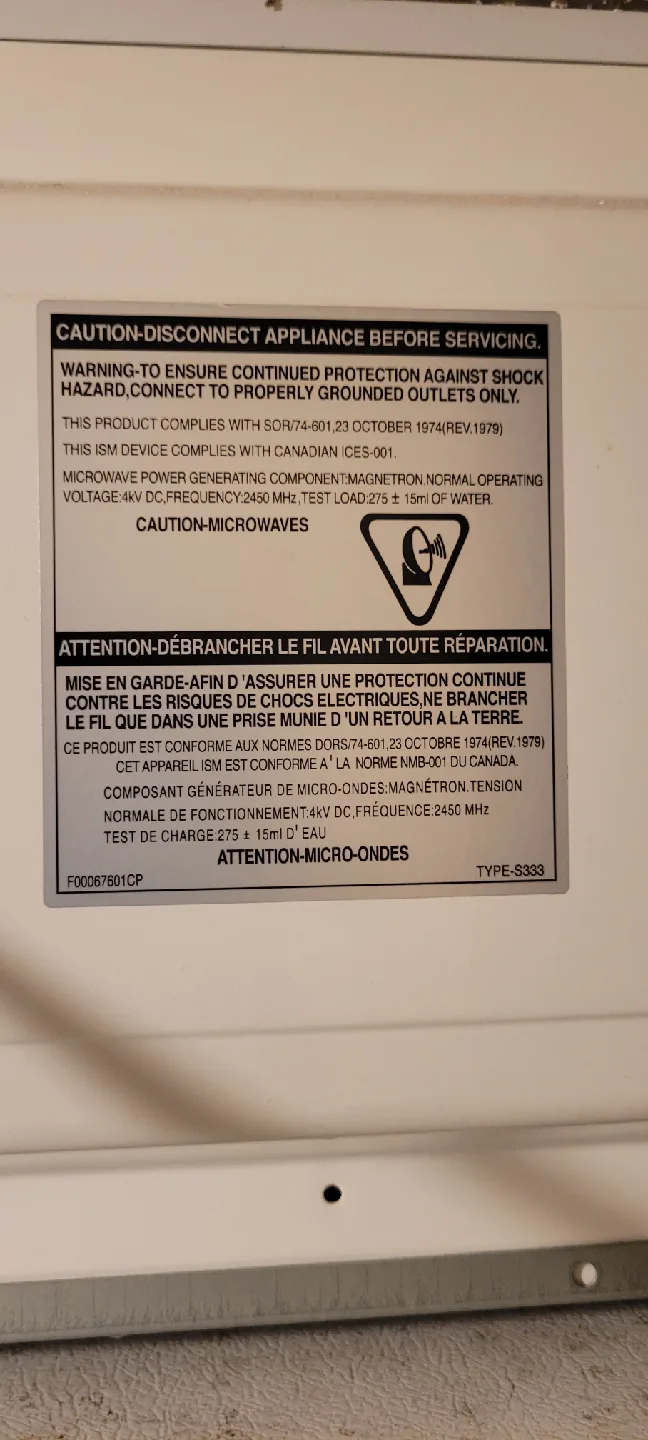 CAUTION-DISCONNECT APPLIANCE BEFORE SERVICING.
WARNING-TO ENSURE CONTINUED PROTECTION AGAINST SHOCK
HAZARD,CONNECT TO PROPERLY GROUNDED OUTLETS ONLY.
THIS PRODUCT COMPLIES WITH SOR/74-601,23 OCTOBER 1974(REV.1979)
THIS ISM DEVICE COMPLIES WITH CANADIAN ICES-001.
MICROWAVE POWER GENERATING COMPONENT:MAGNETRON.NORMAL OPERATING
VOLTAGE:4kV DC,FREQUENCY:2450 MHz,TEST LOAD:275 ± 15ml OF WATER.
CAUTION-MICROWAVES
ATTENTION-DÉBRANCHER LE FIL AVANT TOUTE RÉPARATION.
MISE EN GARDE-AFIN D 'ASSURER UNE PROTECTION CONTINUE
CONTRE LES RISQUES DE CHOCS ELECTRIQUES,NE BRANCHER
LE FIL QUE DANS UNE PRISE MUNIE D 'UN RETOUR A LA TERRE.
CE PRODUIT EST CONFORME AUX NORMES DORS/74-601,23 OCTOBRE 1974(REV.1979)
CET APPAREIL ISM EST CONFORME A' LA NORME NMB-001 DU CANADA.
COMPOSANT GÉNÉRATEUR DE MICRO-ONDES:MAGNÉTRON.TENSION
NORMALE DE FONCTIONNEMENT:4kV DC,FRÉQUENCE:2450 MHz
TEST DE CHARGE:275 ± 15ml D' EAU
ATTENTION-MICRO-ONDES
F00067601CP TYPE-S333